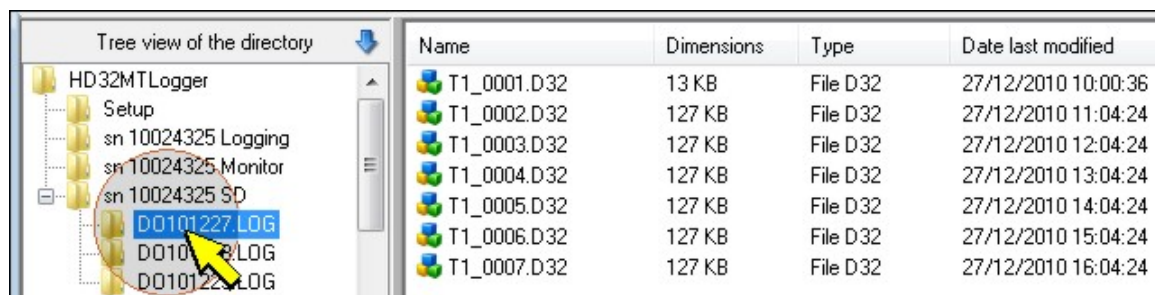 Tree view of the directory
HD32MTLogger
Setup
sn 10024325 Logging
sn 10024325 Monitor
sn 10024325 SD
DO101227.LOG
Name Dimensions Type Date last modified
T1_0001.D32 13 KB File D32 27/12/2010 10:00:36
T1_0002.D32 127 KB File D32 27/12/2010 11:04:24
T1_0003.D32 127 KB File D32 27/12/2010 12:04:24
T1_0004.D32 127 KB File D32 27/12/2010 13:04:24
T1_0005.D32 127 KB File D32 27/12/2010 14:04:24
T1_0006.D32 127 KB File D32 27/12/2010 15:04:24
T1_0007.D32 127 KB File D32 27/12/2010 16:04:24